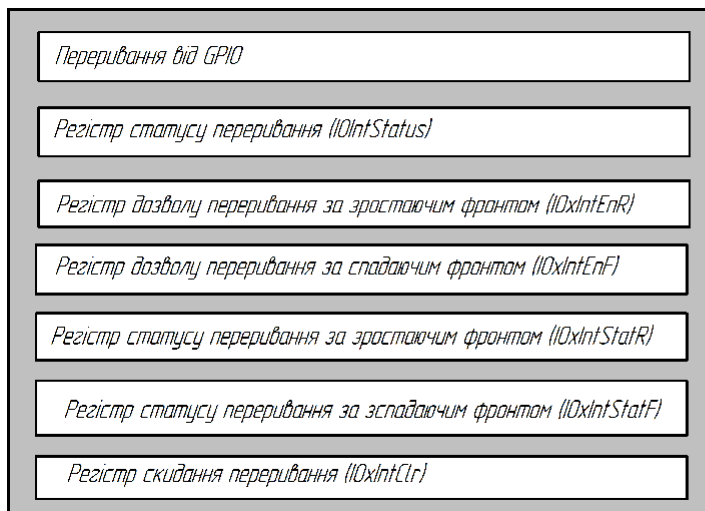 Переривання від GPIO
Регістр статусу переривання (IOIntStatus)
Регістр дозволу переривання за зростаючим фронтом (IOxIntEnR)
Регістр дозволу переривання за спадаючим фронтом (IOxIntEnF)
Регістр статусу переривання за зростаючим фронтом (IOxIntStatR)
Регістр статусу переривання за зспадаючим фронтом (IOxIntStatF)
Регістр скидання переривання (IOxIntClr)